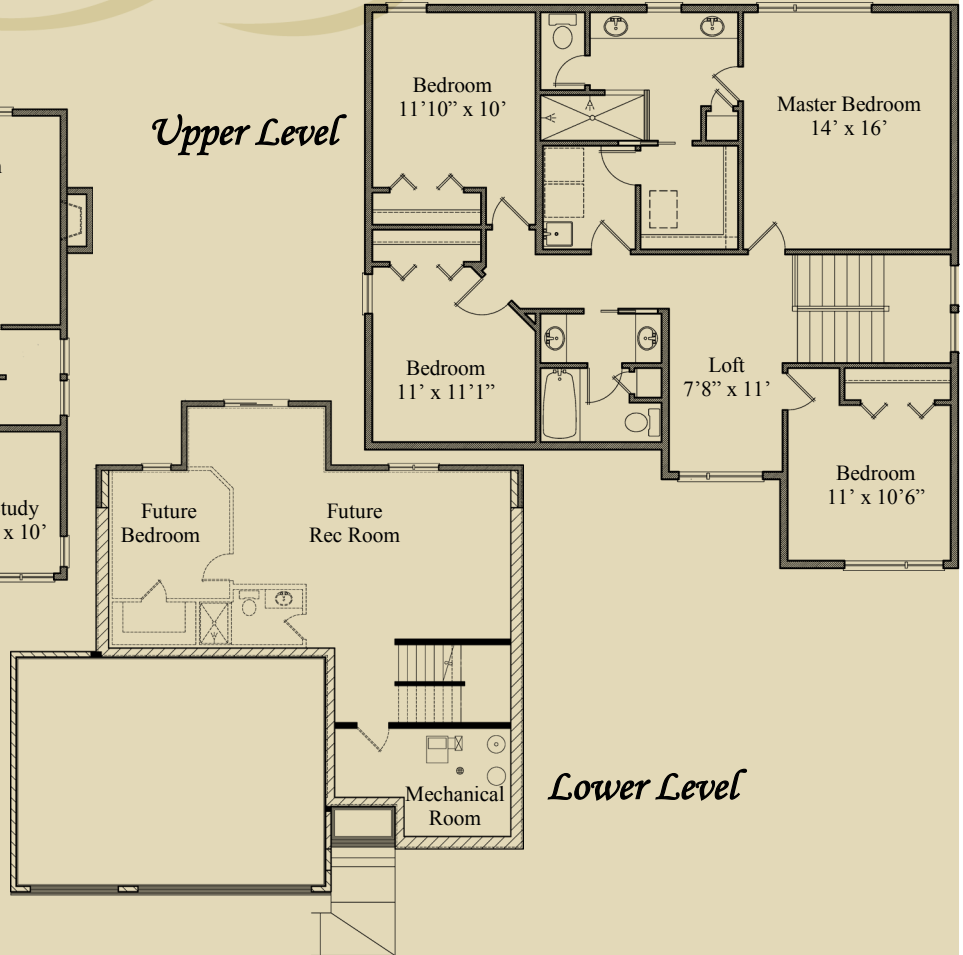 Upper Level
Bedroom
11’10” x 10’
Master Bedroom
14’ x 16’
Bedroom
11’ x 11’1”
Loft
7’8” x 11’
Bedroom
11’ x 10’6”
tudy
x 10’
Future
Bedroom
Future
Rec Room
Mechanical
Room
Lower Level